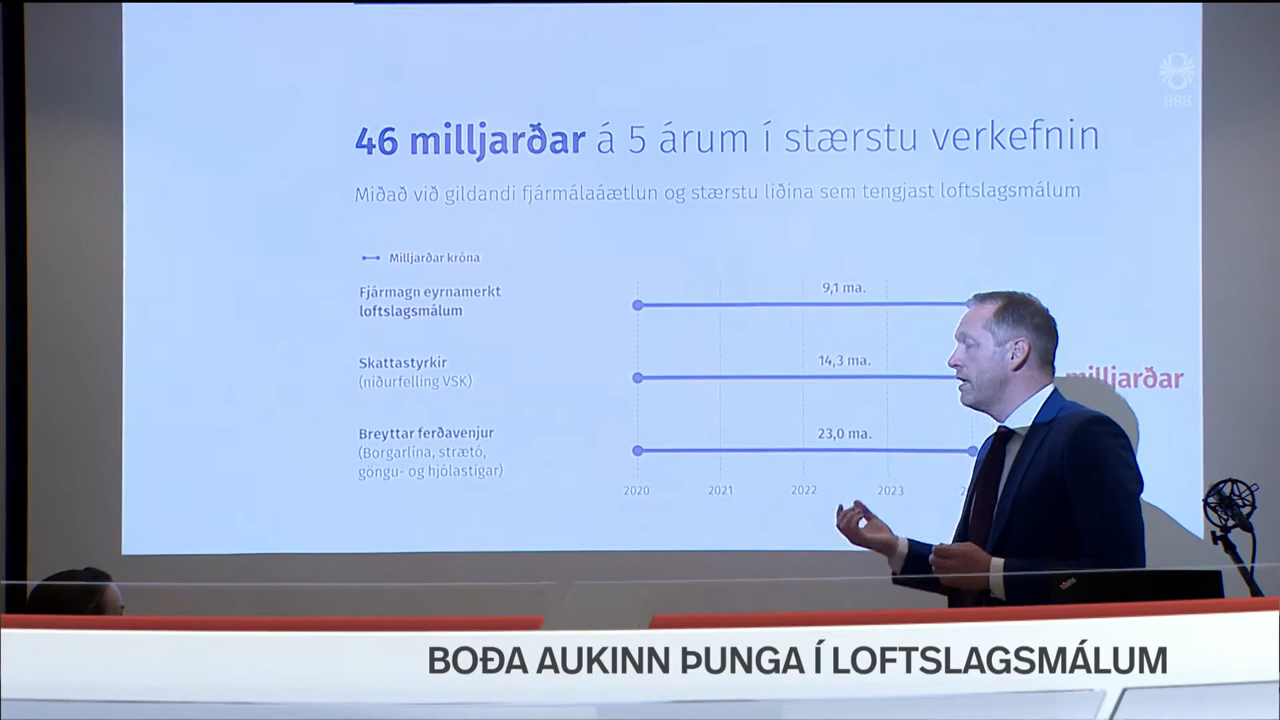 888
46 milljarðar á 5 árum í stærstu verkefnin
Miðað við gildandi fjármálaáætlun og stærstu liðina sem tengjast loftslagsmálum
Milljarðar króna
Fjármagn eyrnamerkt
loftslagsmálum
9,1 ma.
Skattastyrkir
(niðurfelling VSK)
14,3 ma.
milljarðar
Breyttar ferðavenjur
(Borgarlína, strætó,
göngu- og hjólastígar)
23,0 ma.
2020 2021 2022 2023
BOÐA AUKINN ÞUNGA Í LOFTSLAGSMÁLUM